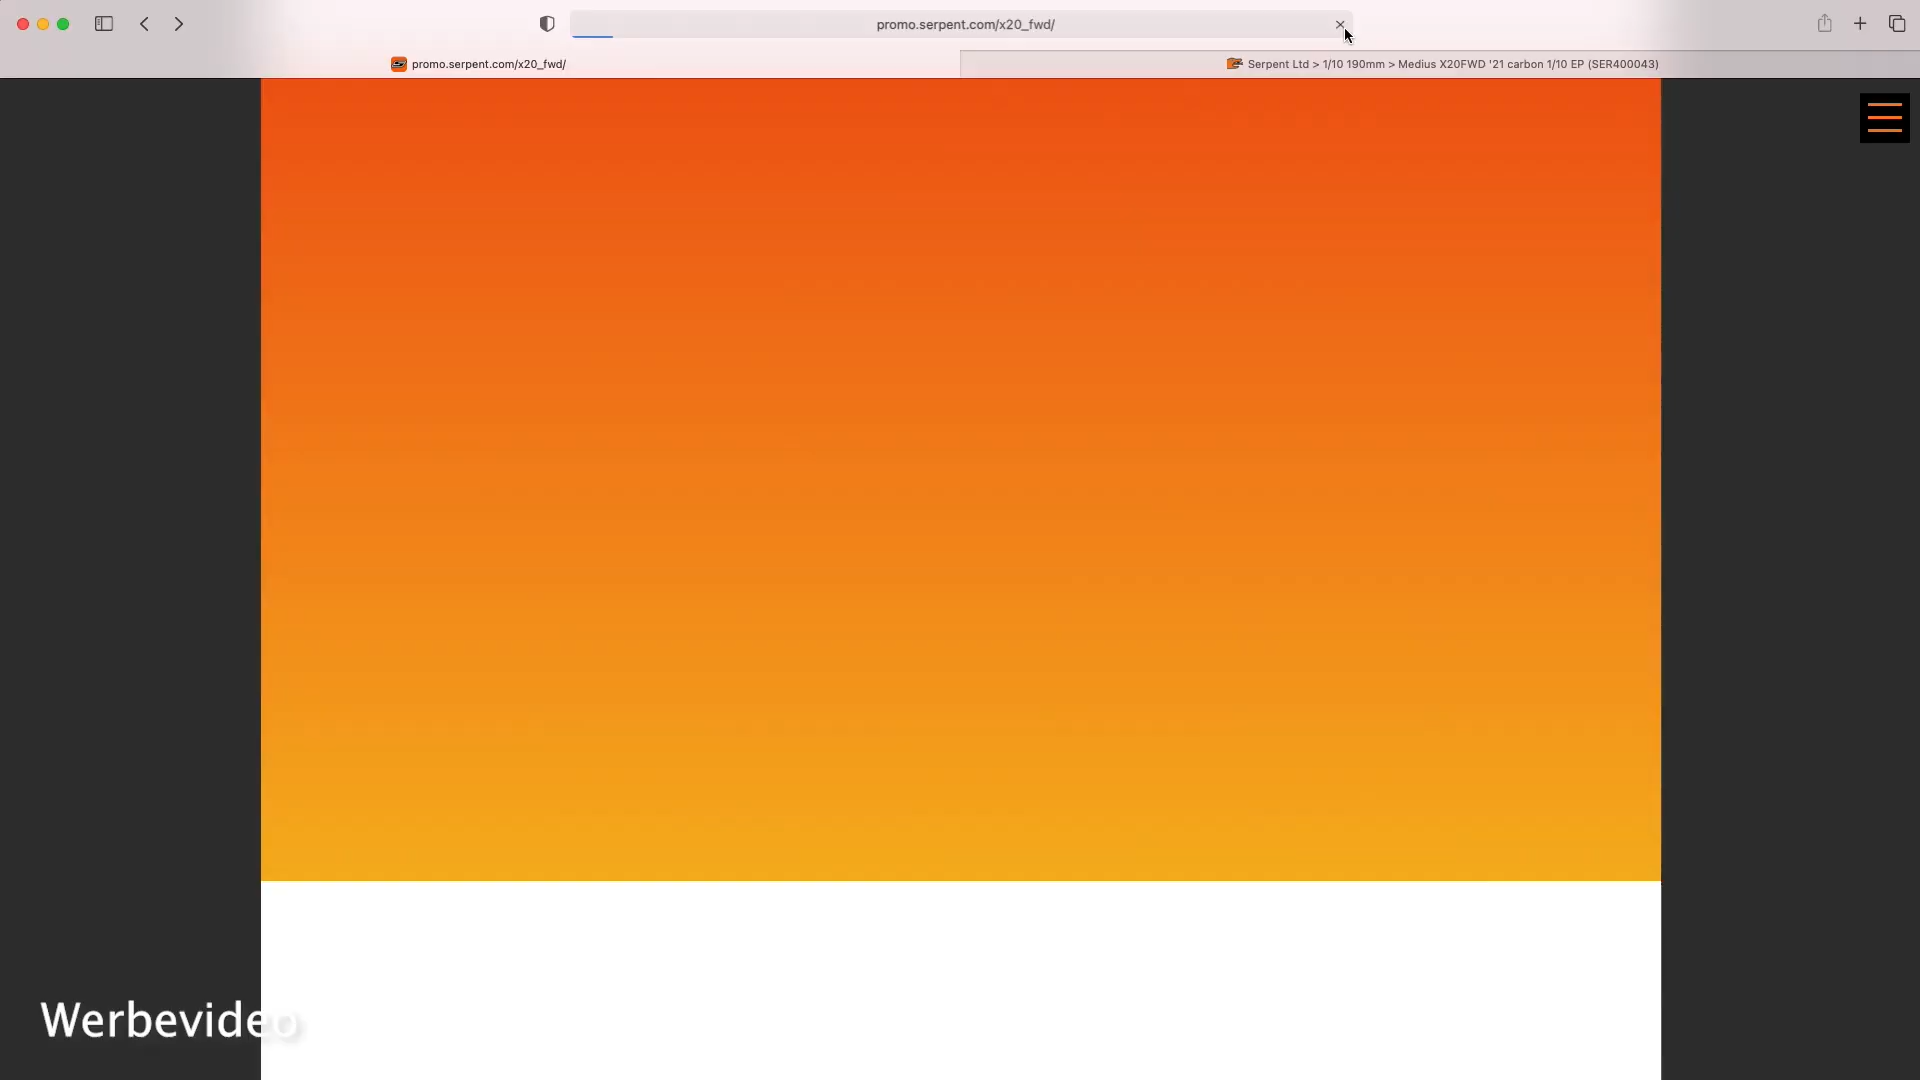 promo.serpent.com/x20_fwd/
promo.serpent.com/x20_fwd/
Serpent Ltd > 1/10 190mm > Medius X20FWD '21 carbon 1/10 EP (SER400043)
Werbevideo